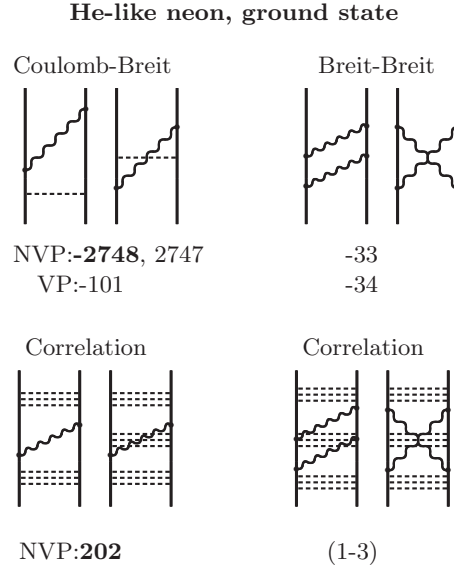 He-like neon, ground state
Coulomb-Breit Breit-Breit
NVP:-2748, 2747 -33
VP:-101 -34
Correlation Correlation
NVP:202 (1-3)